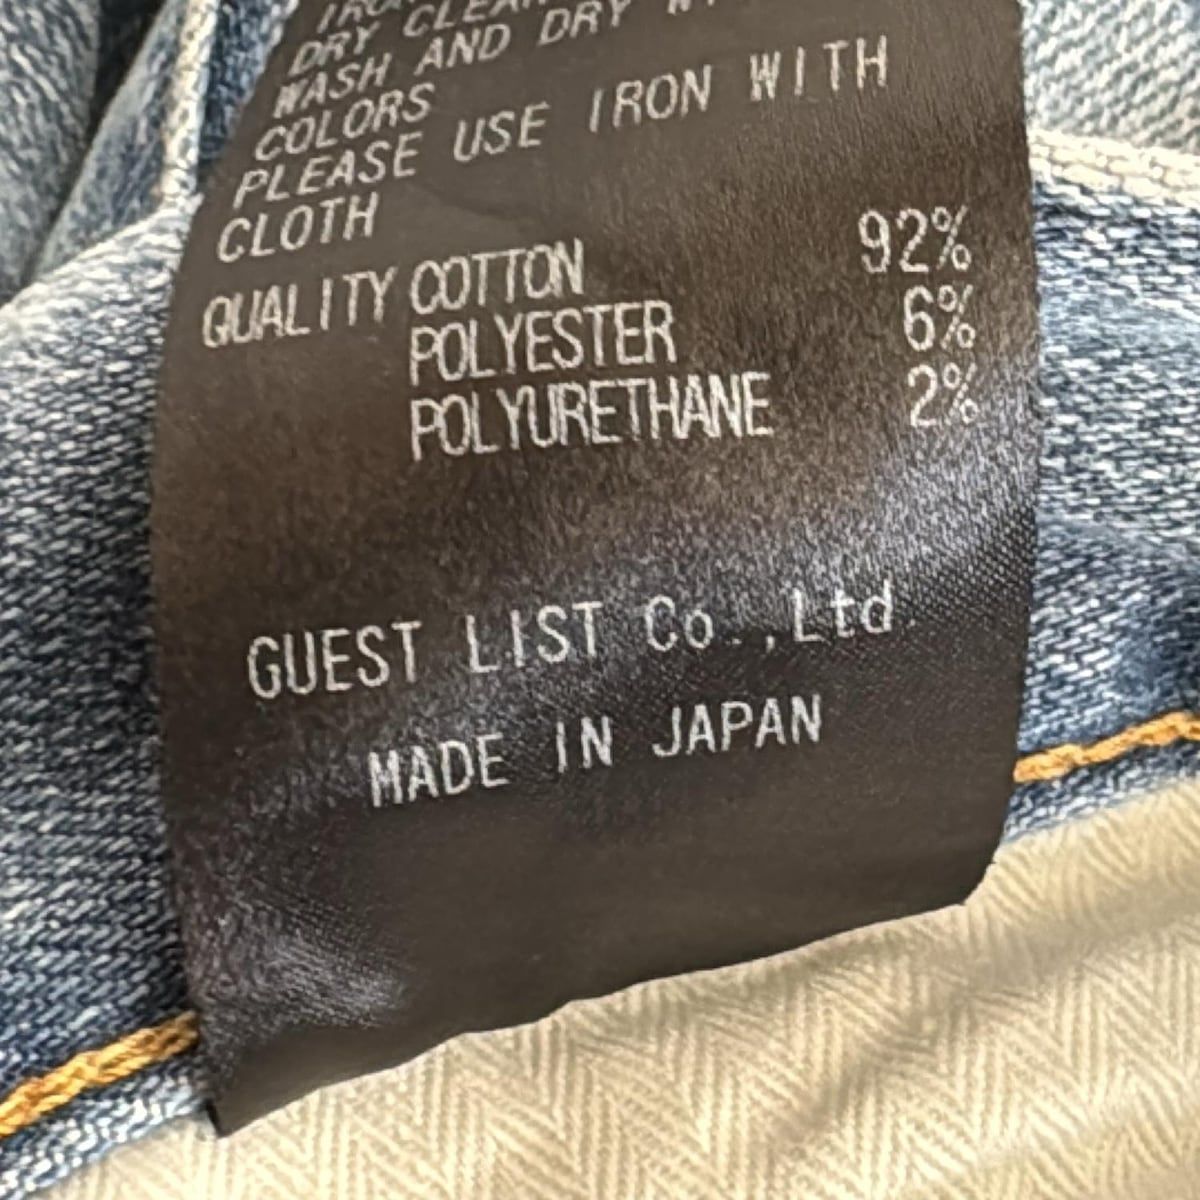 DRY CLEAN
WASH AND DRY
COLORS
PLEASE USE IRON WITH
CLOTH
QUALITY COTTON 92%
POLYESTER 6%
POLYURETHANE 2%
GUEST LIST Co.,Ltd.
MADE IN JAPAN